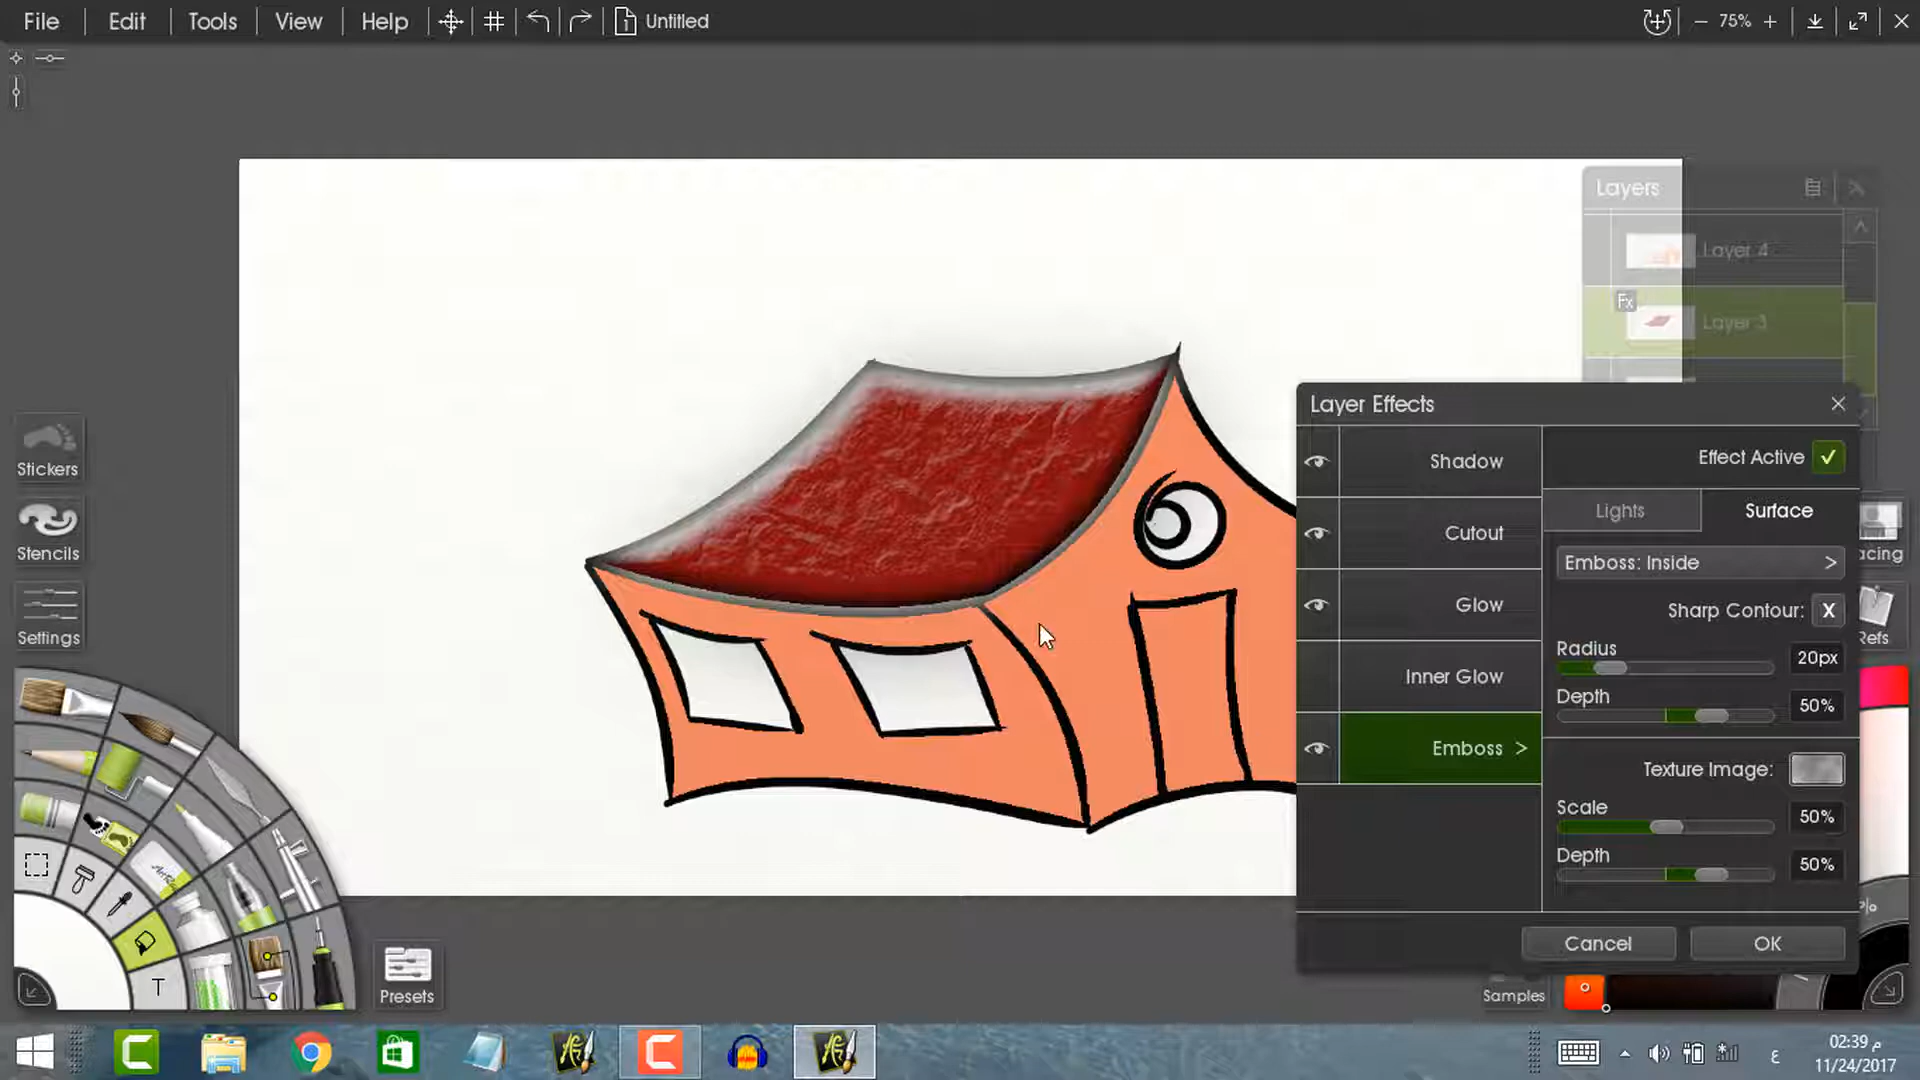 File Edit Tools View Help Untitled 75%
Layers
Layer 4
Fx
Layer 3
Layer Effects
Shadow
Effect Active
Lights Surface
Stickers
Cutout
Emboss: Inside >
Stencils
acing
Glow
Sharp Contour: X
Settings
Refs
Radius 20px
Inner Glow
Depth 50%
Emboss >
Texture Image:
Scale 50%
Depth 50%
Cancel OK
T
Presets
Samples
02:39 م
ع
11/24/2017